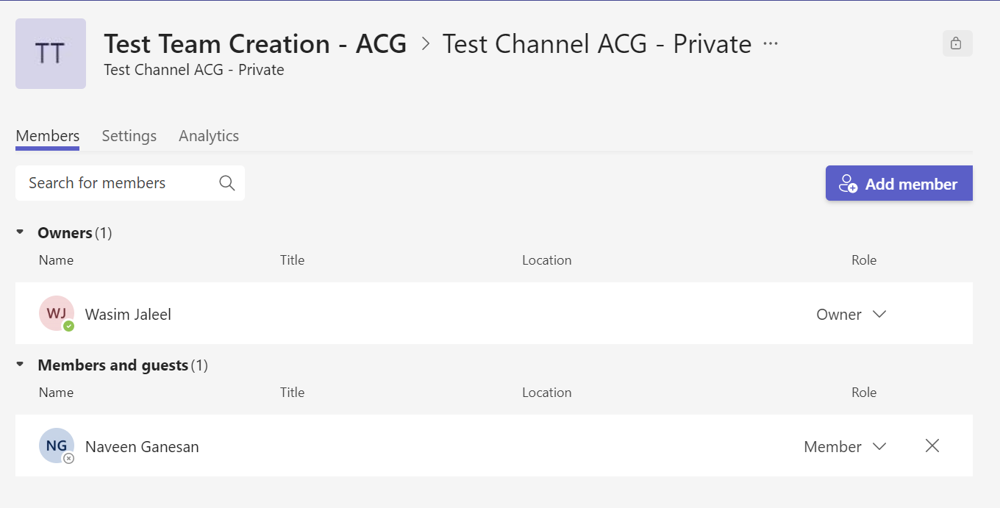 TT
Test Team Creation - ACG > Test Channel ACG - Private ...
Test Channel ACG - Private
Members Settings Analytics
Search for members
Add member
Owners (1)
Name Title Location Role
WJ Wasim Jaleel Owner
Members and guests (1)
Name Title Location Role
NG Naveen Ganesan Member